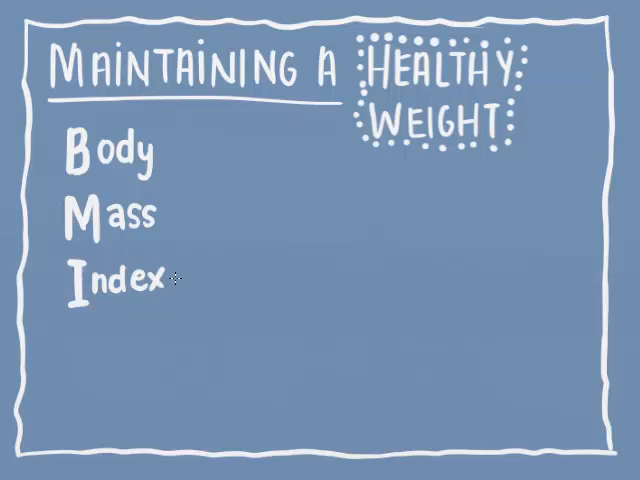 MAINTAINING A HEALTHY
WEIGHT
Body
Mass
Index